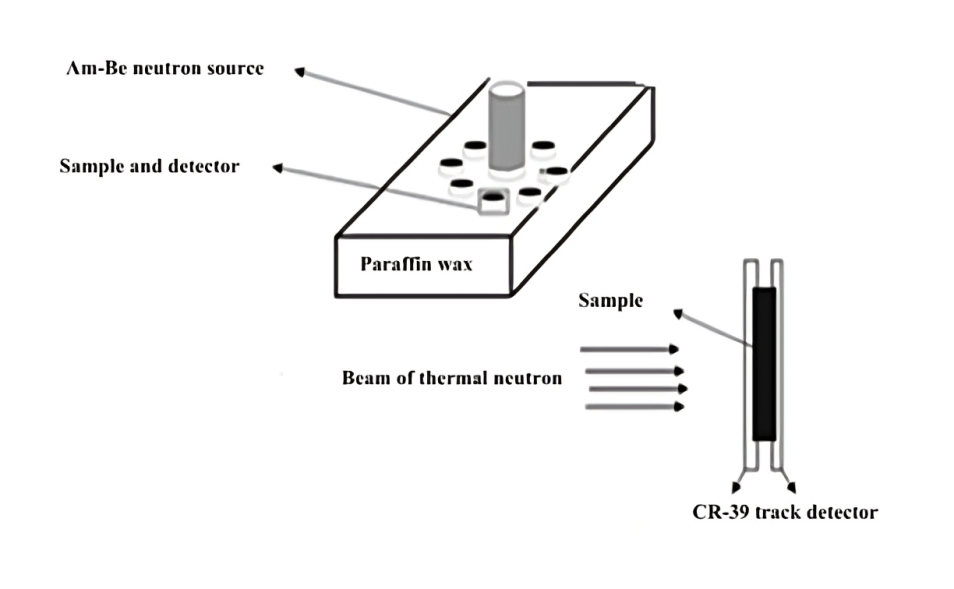 Am-Be neutron source
Sample and detector
Paraffin wax
Sample
Beam of thermal neutron
CR-39 track detector